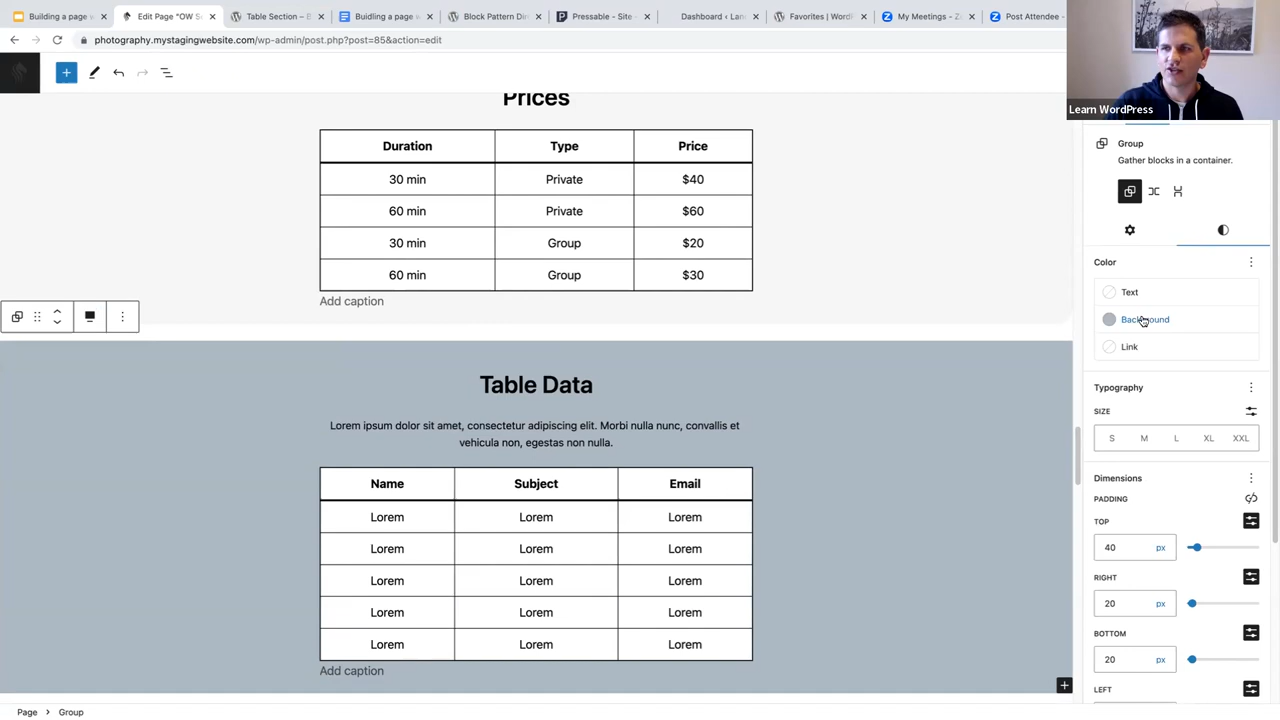 Building a page w
Edit Page "OW S
Table Section – B
Buidling a page w
Block Pattern Dir
Pressable - Site
Dashboard ‹ Lan
Favorites | WordP
My Meetings - Z
Post Attendee
photography.mystagingwebsite.com/wp-admin/post.php?post=85&action=edit
Learn WordPress
Prices
Duration Type Price
30 min Private $40
60 min Private $60
30 min Group $20
60 min Group $30
Add caption
Table Data
Lorem ipsum dolor sit amet, consectetur adipiscing elit. Morbi nulla nunc, convallis et
vehicula non, egestas non nulla.
Name Subject Email
Lorem Lorem Lorem
Lorem Lorem Lorem
Lorem Lorem Lorem
Lorem Lorem Lorem
Lorem Lorem Lorem
Add caption
Page > Group
Group
Gather blocks in a container.
Color
Text
Background
Link
Typography
SIZE
S M L XL XXL
Dimensions
PADDING
TOP
40 px
RIGHT
20 px
BOTTOM
20 px
LEFT